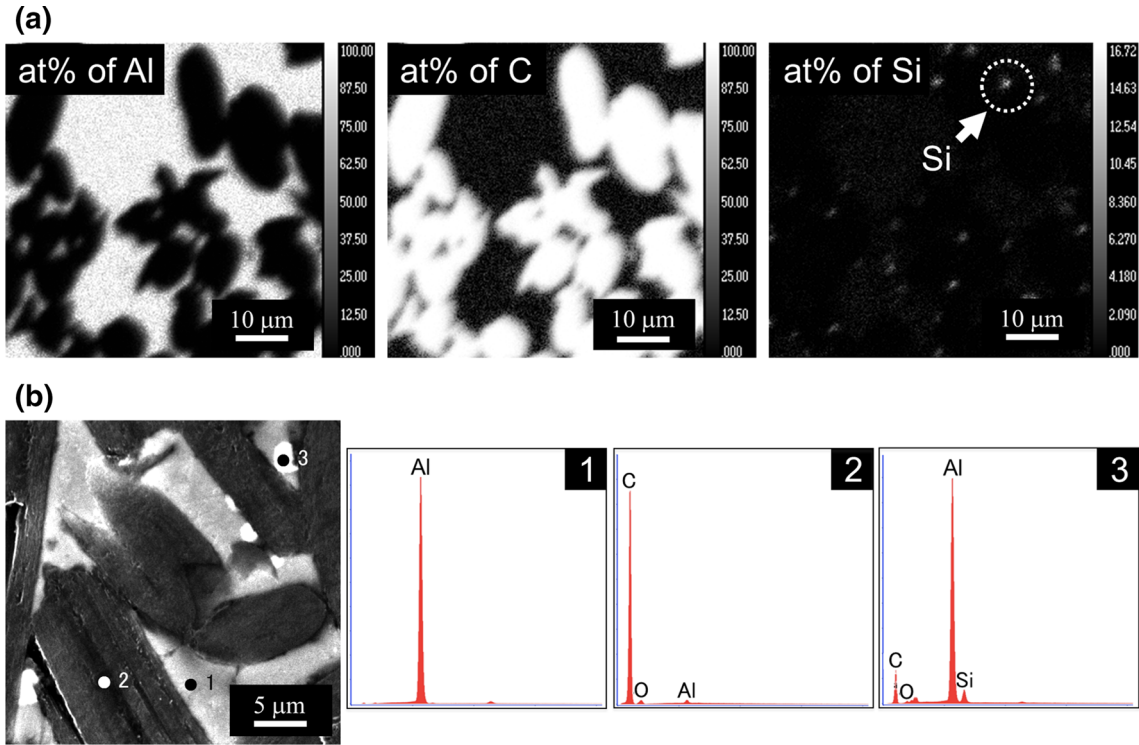 (a)
at% of Al
100.00
87.50
75.00
62.50
50.00
37.50
25.00
12.50
.000
10 μm
at% of C
100.00
87.50
75.00
62.50
50.00
37.50
25.00
12.50
.000
10 μm
at% of Si
Si
16.72
14.63
12.54
10.45
8.360
6.270
4.180
2.090
.000
10 μm
(b)
3
2
1
5 μm
Al
1
C
O
Al
2
C
O
Al
Si
3